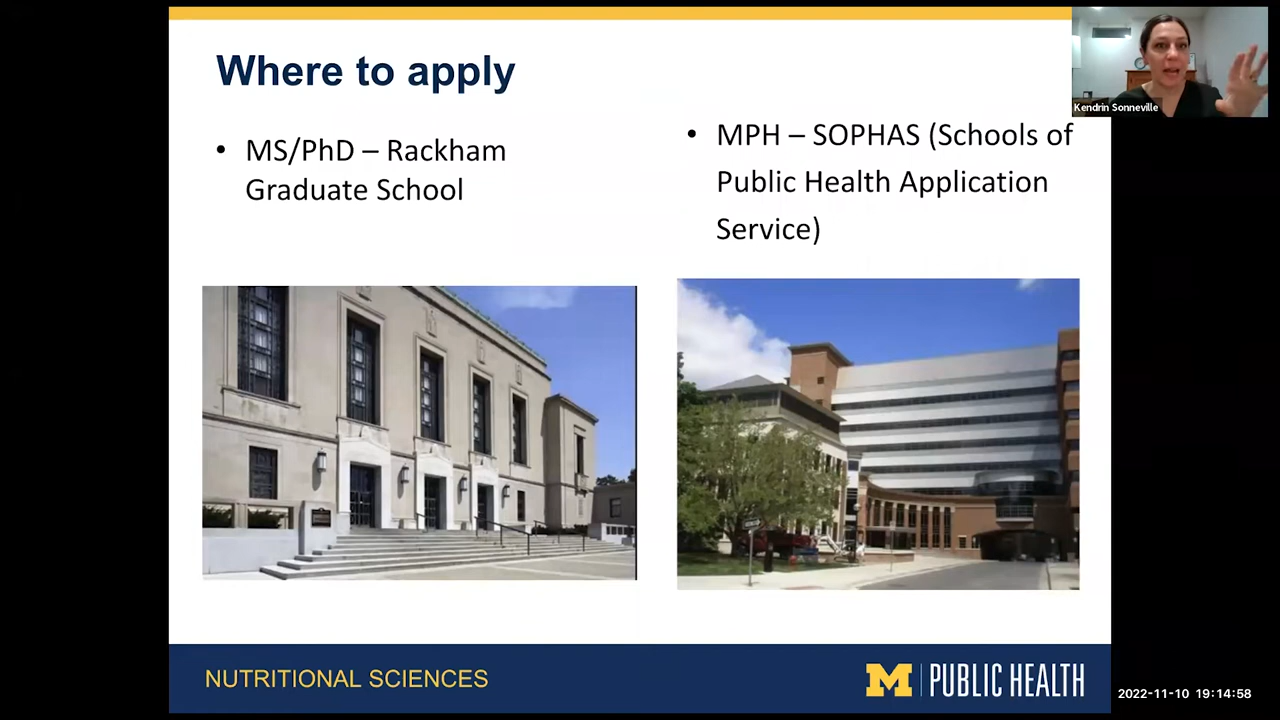 Where to apply
• MS/PhD – Rackham
Graduate School
• MPH – SOPHAS (Schools of
Public Health Application
Service)
Kendrin Sonneville
NUTRITIONAL SCIENCES
M PUBLIC HEALTH
2022-11-10 19:14:58